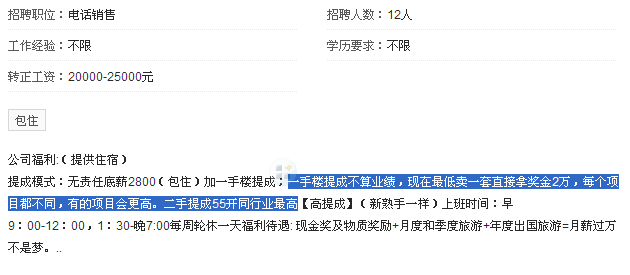 招聘职位：电话销售 招聘人数：12人
工作经验：不限 学历要求：不限
转正工资：20000-25000元
包住
公司福利:（提供住宿）
提成模式：无责任底薪2800（包住）加一手楼提成；一手楼提成不算业绩，现在最低卖一套直接拿奖金2万，每个项
目都不同，有的项目会更高。二手提成55开同行业最高【高提成】（新熟手一样）上班时间：早
9：00-12：00，1：30-晚7:00每周轮休一天福利待遇: 现金奖及物质奖励+月度和季度旅游+年度出国旅游=月薪过万
不是梦。..